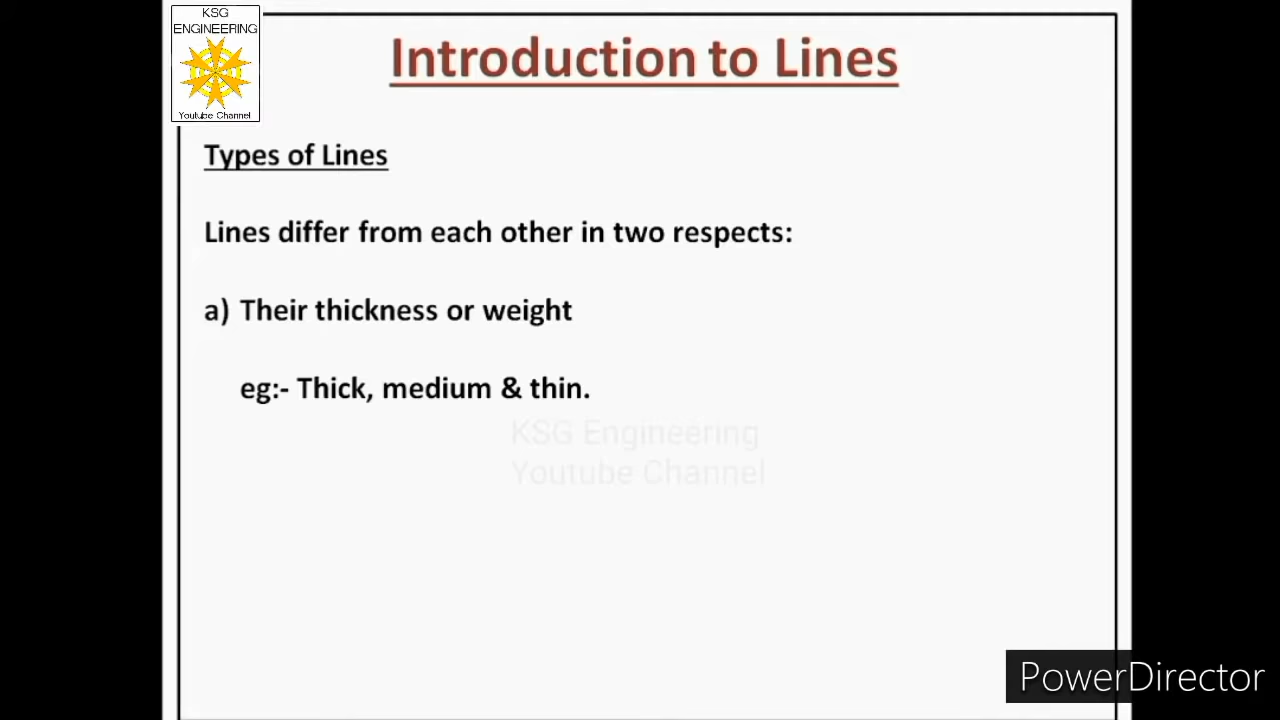 KSG
ENGINEERING
Youtube Channel
Introduction to Lines
Types of Lines
Lines differ from each other in two respects:
a) Their thickness or weight
eg:- Thick, medium & thin.
KSG Engineering
Youtube Channel
PowerDirector